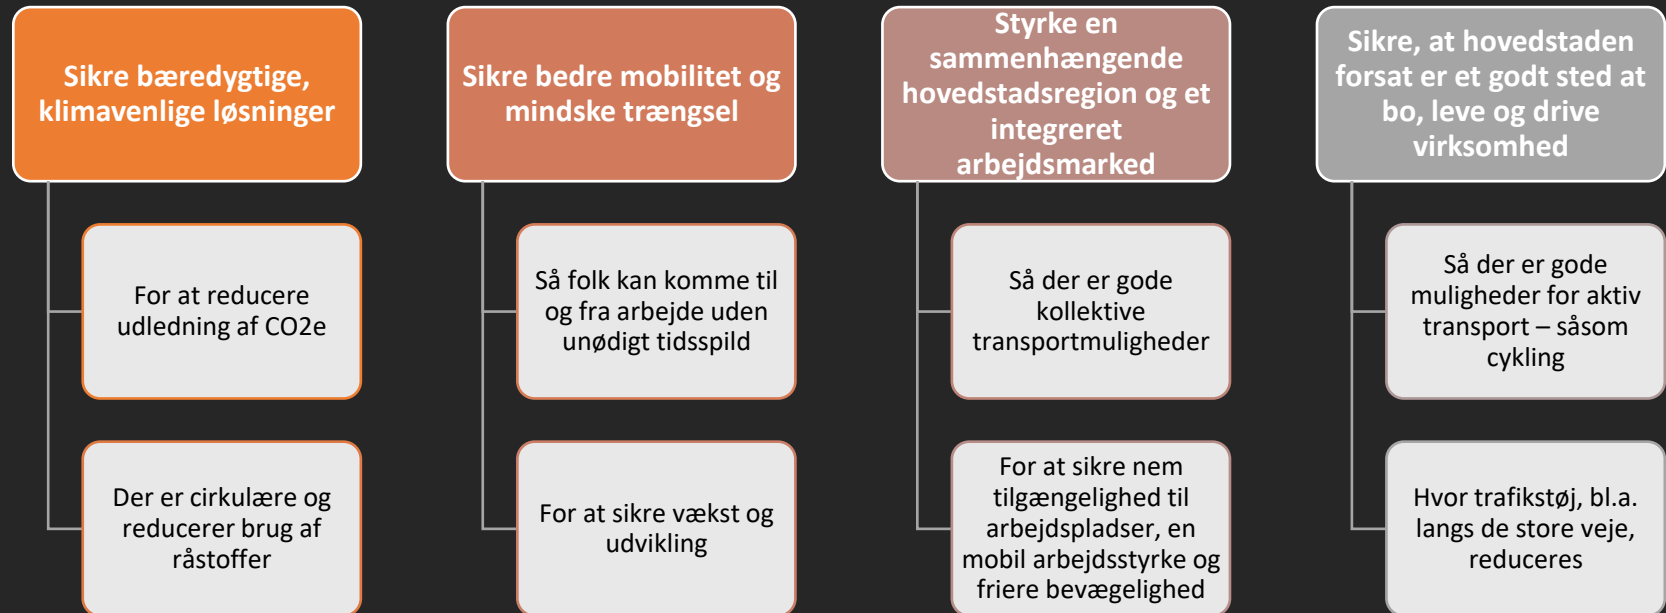 Sikre bæredygtige,
klimavenlige løsninger
For at reducere
udledning af CO2e
Der er cirkulære og
reducerer brug af
råstoffer
Sikre bedre mobilitet og
mindske trængsel
Så folk kan komme til
og fra arbejde uden
unødigt tidsspild
For at sikre vækst og
udvikling
Styrke en
sammenhængende
hovedstadsregion og et
integreret
arbejdsmarked
Så der er gode
kollektive
transportmuligheder
For at sikre nem
tilgængelighed til
arbejdspladser, en
mobil arbejdsstyrke og
friere bevægelighed
Sikre, at hovedstaden
forsat er et godt sted at
bo, leve og drive
virksomhed
Så der er gode
muligheder for aktiv
transport – såsom
cykling
Hvor trafikstøj, bl.a.
langs de store veje,
reduceres